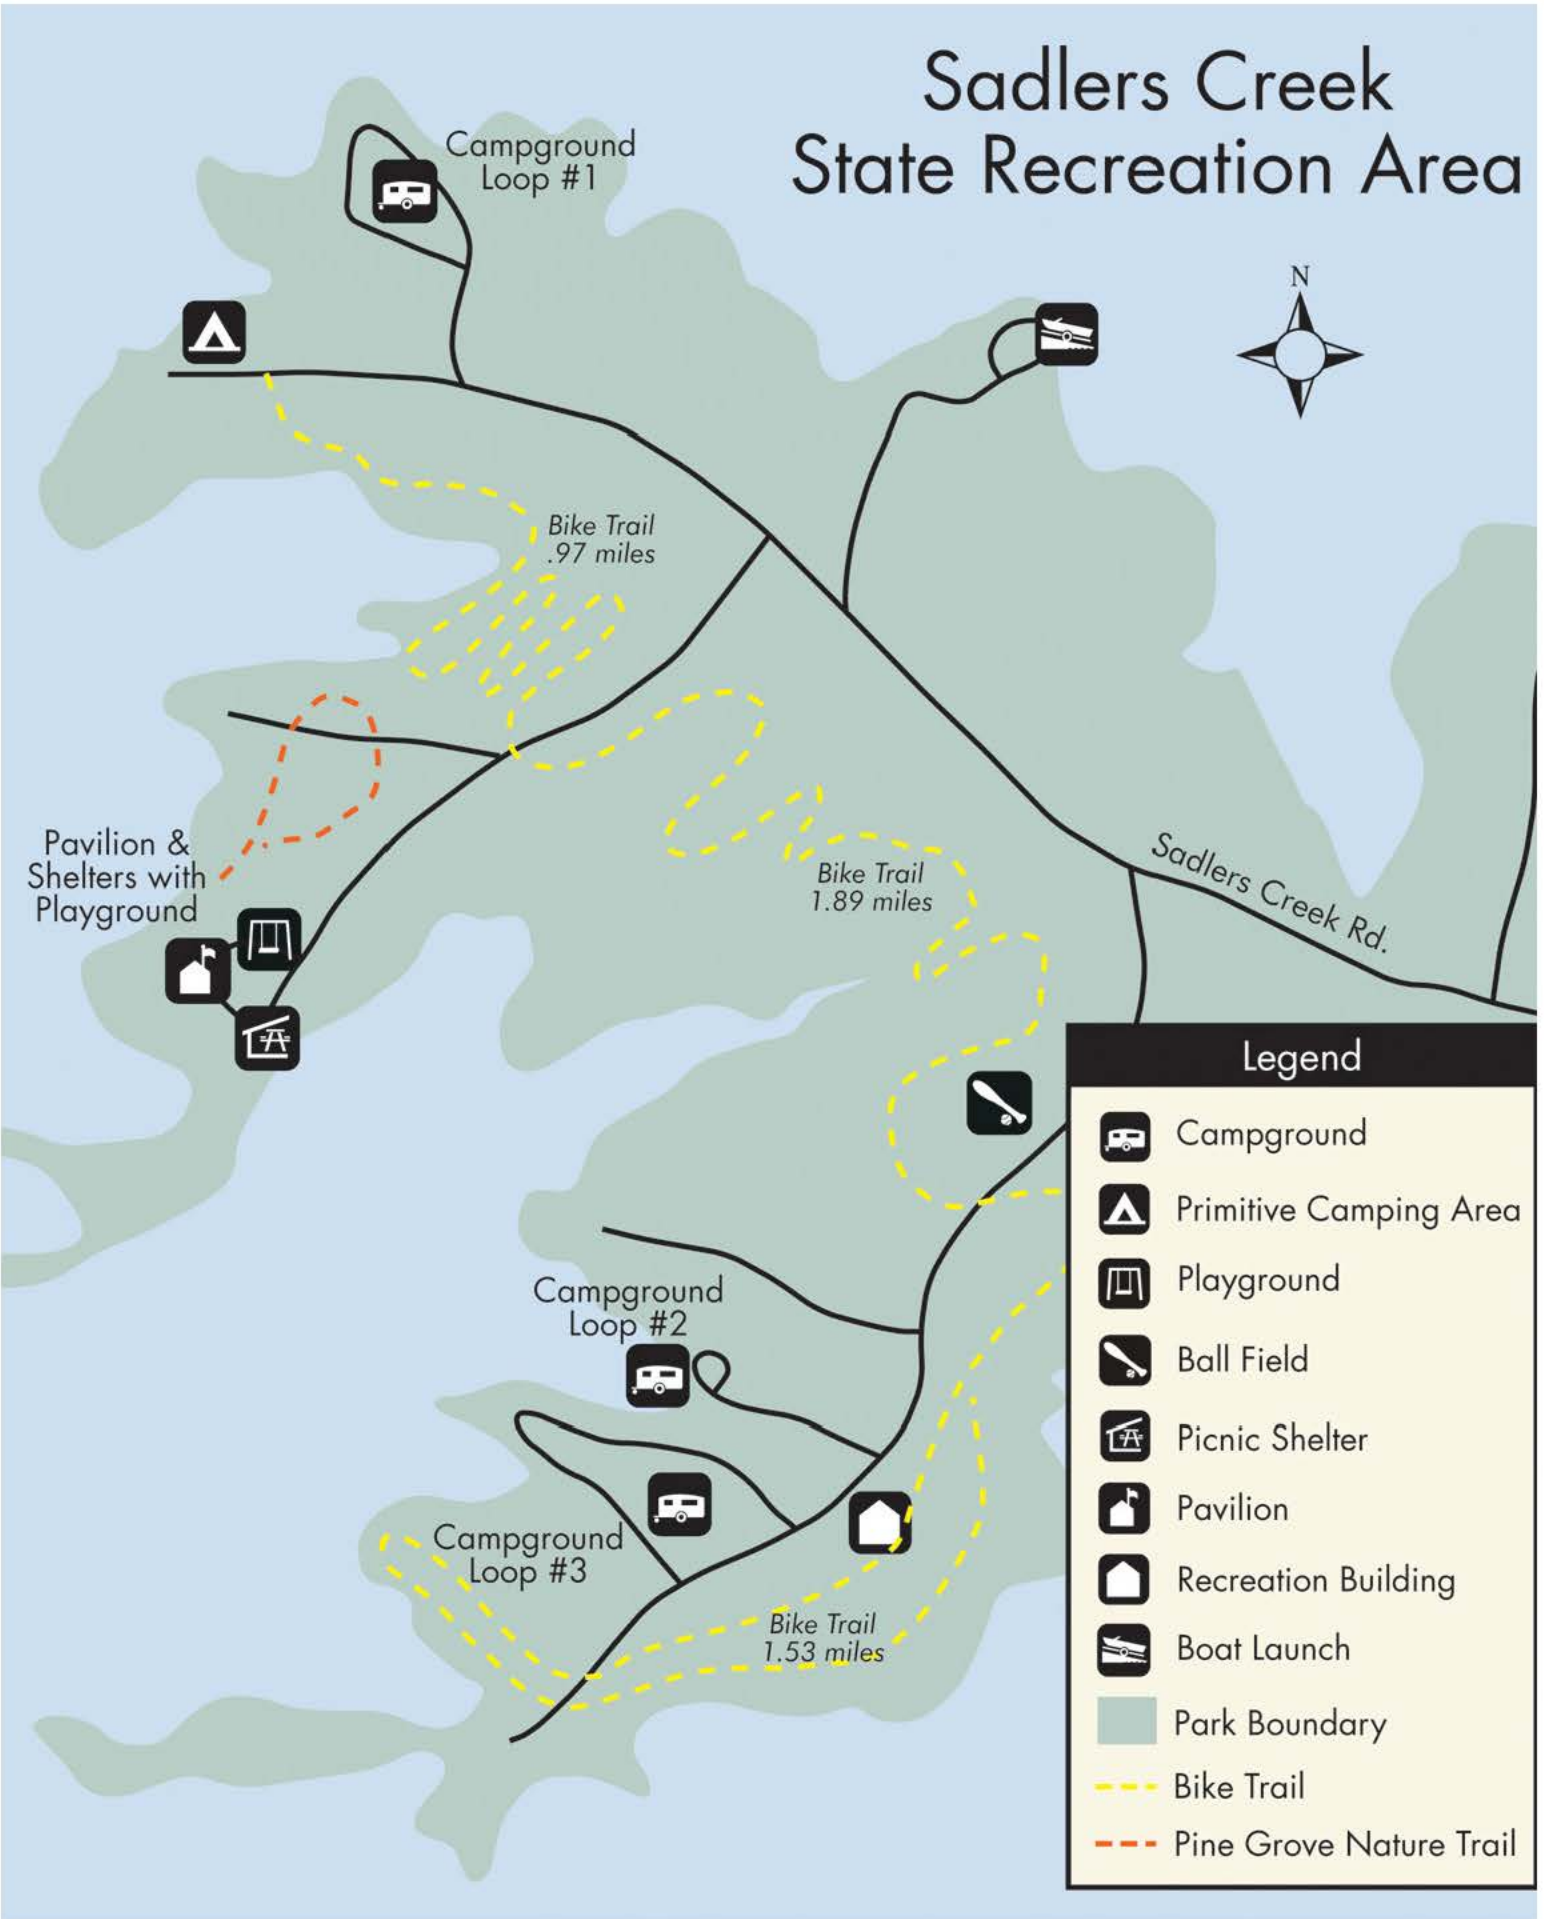 Sadlers Creek
State Recreation Area
Campground
Loop #1
N
Bike Trail
.97 miles
Pavilion &
Shelters with
Playground
Bike Trail
1.89 miles
Sadlers Creek Rd.
Campground
Loop #2
Campground
Loop #3
Bike Trail
1.53 miles
Legend
Campground
Primitive Camping Area
Playground
Ball Field
Picnic Shelter
Pavilion
Recreation Building
Boat Launch
Park Boundary
Bike Trail
Pine Grove Nature Trail